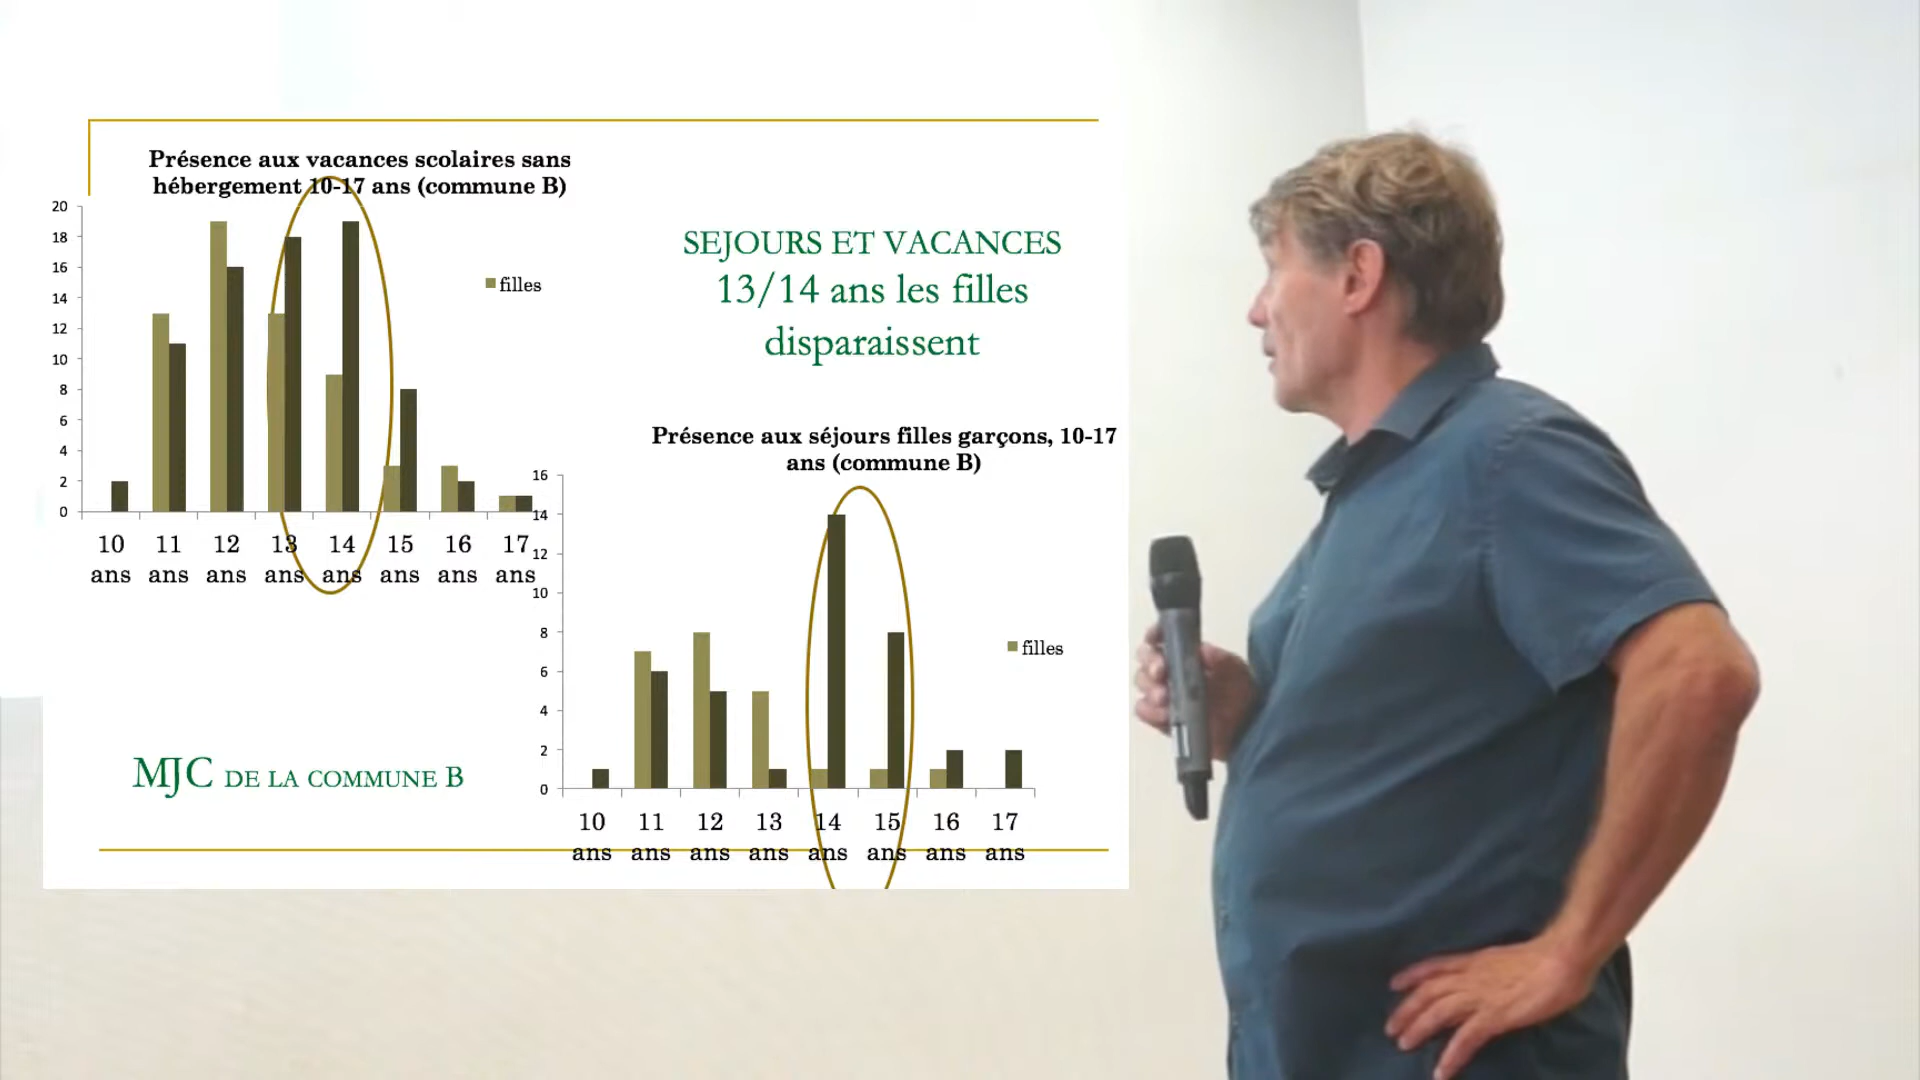 Présence aux vacances scolaires sans
hébergement 10-17 ans (commune B)
20
18
16
14
12
10
8
6
4
2
0
filles
10 11 12 13 14 15 16 17
ans ans ans ans ans ans ans ans
SEJOURS ET VACANCES
13/14 ans les filles
disparaissent
Présence aux séjours filles garçons, 10-17
ans (commune B)
16
14
12
10
8
6
4
2
0
filles
10 11 12 13 14 15 16 17
ans ans ans ans ans ans ans ans
MJC DE LA COMMUNE B